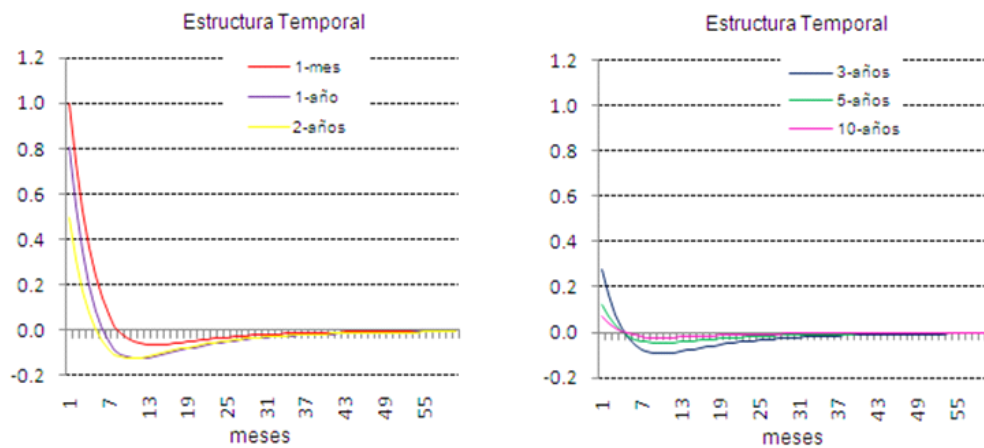 Estructura Temporal
1.2
1.0
0.8
0.6
0.4
0.2
0.0
-0.2
1-mes
1-año
2-años
1 7 13 19 25 31 37 43 49 55
meses
Estructura Temporal
1.2
1.0
0.8
0.6
0.4
0.2
0.0
-0.2
3-años
5-años
10-años
1 7 13 19 25 31 37 43 49 55
meses